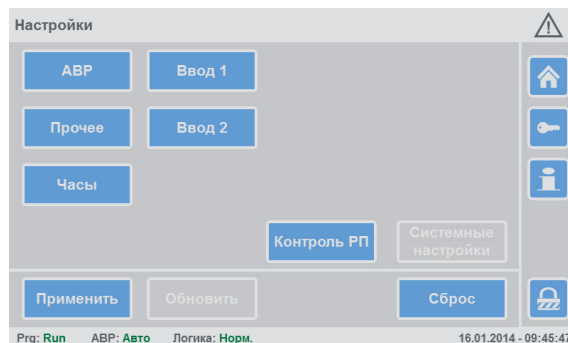 Настройки
АВР
Ввод 1
Прочее
Ввод 2
Часы
Контроль РП
Системные
настройки
Применить
Обновить
Сброс
Prg: Run АВР: Авто Логика: Норм. 16.01.2014 - 09:45:47